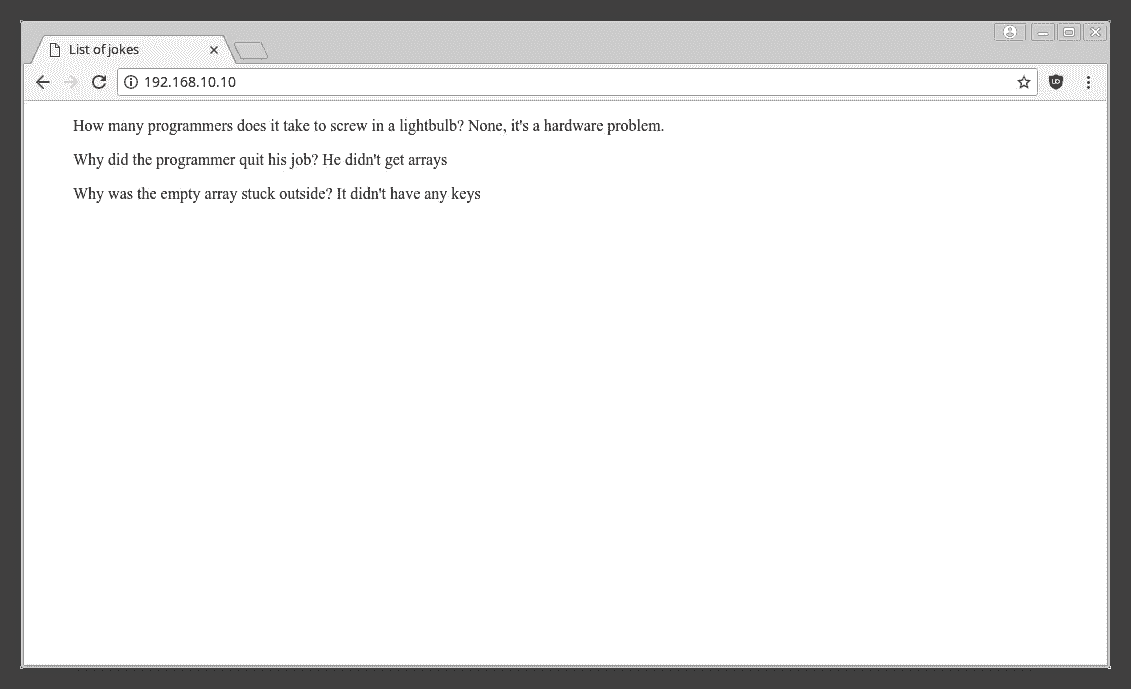 List of jokes
192.168.10.10
How many programmers does it take to screw in a lightbulb? None, it's a hardware problem.
Why did the programmer quit his job? He didn't get arrays
Why was the empty array stuck outside? It didn't have any keys